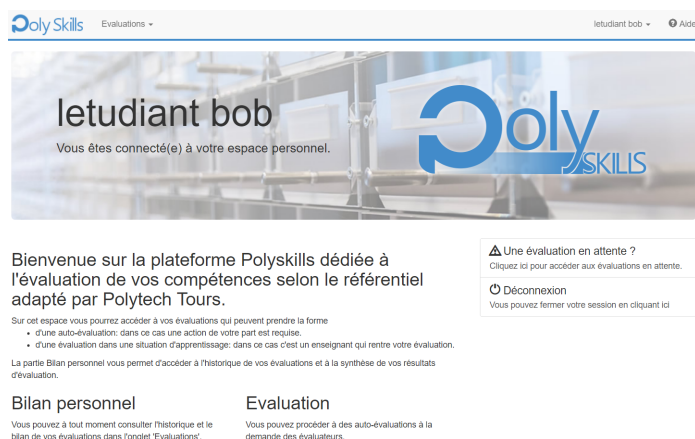 Poly Skills Evaluations letudiant bob Aide
letudiant bob
Vous êtes connecté(e) à votre espace personnel.
Poly
SKILLS
Bienvenue sur la plateforme Polyskills dédiée à
l'évaluation de vos compétences selon le référentiel
adapté par Polytech Tours.
Sur cet espace vous pourrez accéder à vos évaluations qui peuvent prendre la forme
• d'une auto-évaluation: dans ce cas une action de votre part est requise.
• d'une évaluation dans une situation d'apprentissage: dans ce cas c'est un enseignant qui rentre votre évaluation.
La partie Bilan personnel vous permet d'accéder à l'historique de vos évaluations et à la synthèse de vos résultats
d'évaluation.
Une évaluation en attente ?
Cliquez ici pour accéder aux évaluations en attente.
Déconnexion
Vous pouvez fermer votre session en cliquant ici
Bilan personnel
Vous pouvez à tout moment consulter l'historique et le
bilan de vos évaluations dans l'onglet 'Evaluations'.
Evaluation
Vous pouvez procéder à des auto-évaluations à la
demande des évaluateurs.